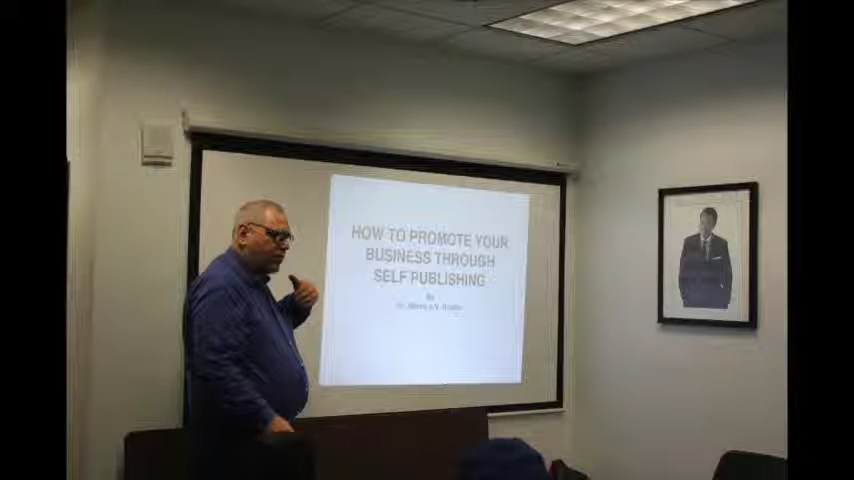 HOW TO PROMOTE YOUR
BUSINESS THROUGH
SELF PUBLISHING
By